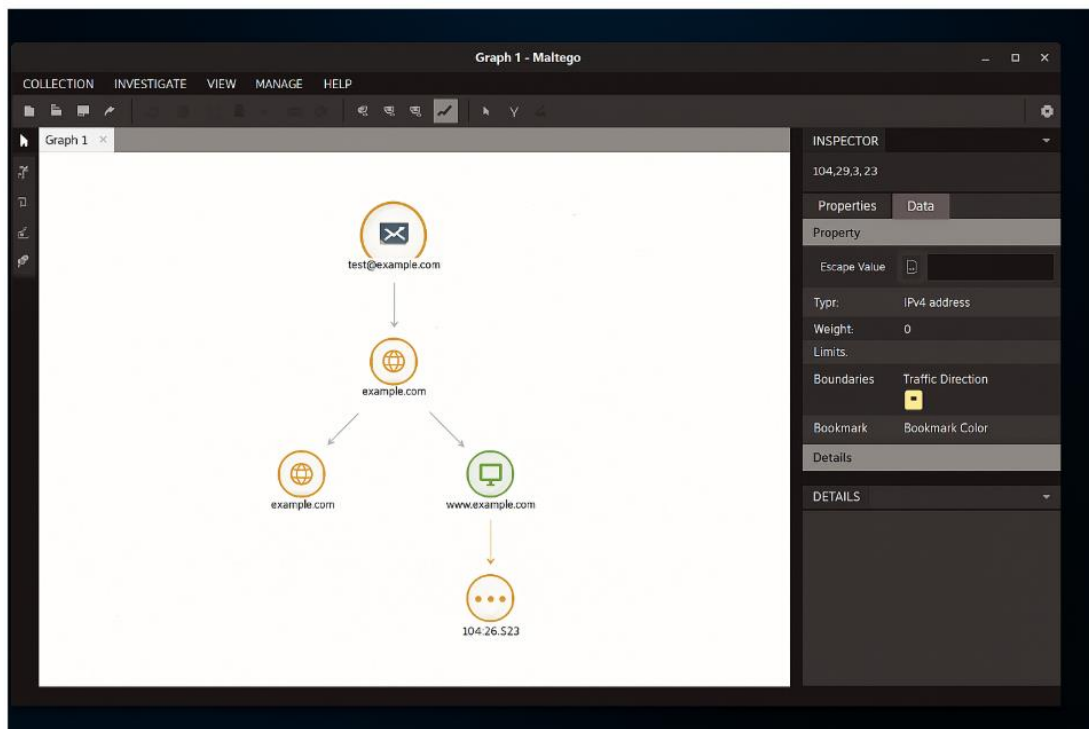 Graph 1 - Maltego
COLLECTION INVESTIGATE VIEW MANAGE HELP
Graph 1
test@example.com
example.com
example.com
www.example.com
104:26.S23
INSPECTOR
104,29,3, 23
Properties Data
Property
Escape Value
Typr: IPv4 address
Weight: 0
Limits.
Boundaries Traffic Direction
Bookmark Bookmark Color
Details
DETAILS